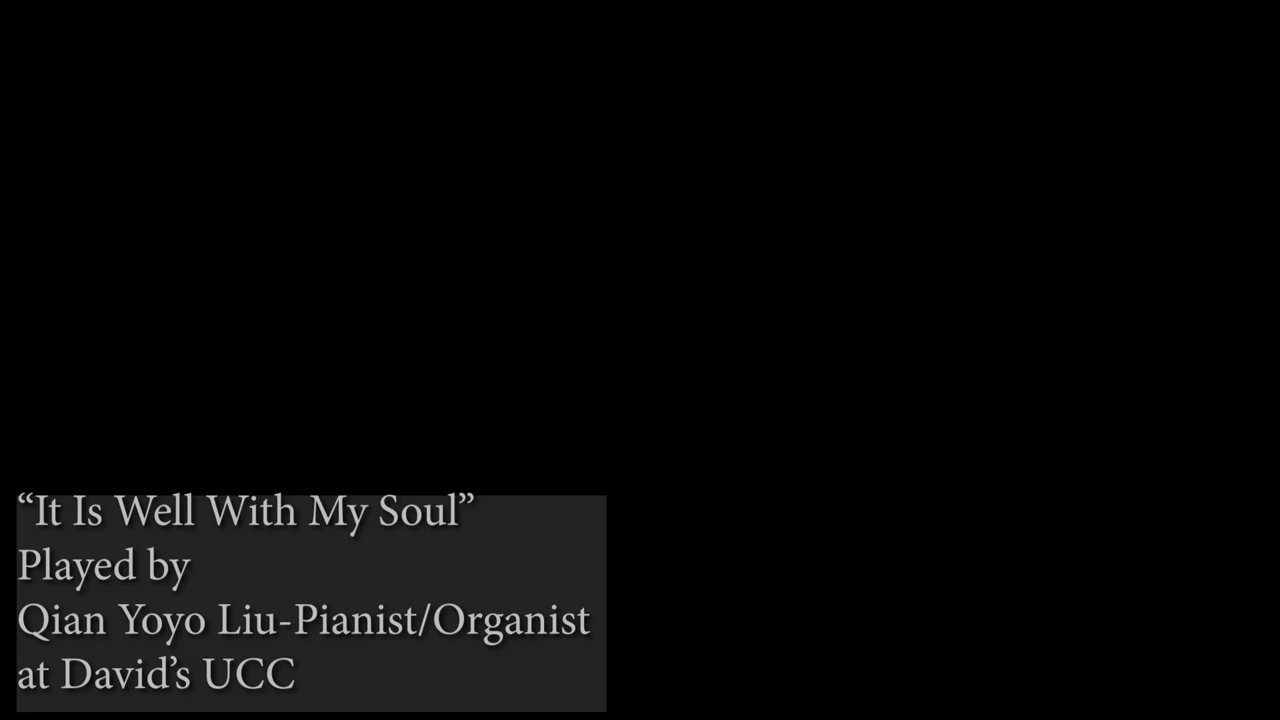 “It Is Well With My Soul”
Played by
Qian Yoyo Liu-Pianist/Organist
at David’s UCC